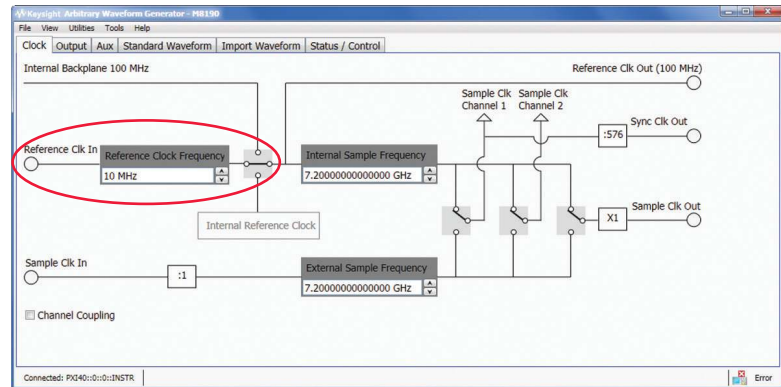 Keysight Arbitrary Waveform Generator - M8190
File View Utilities Tools Help
Clock Output Aux Standard Waveform Import Waveform Status / Control
Internal Backplane 100 MHz
Reference Clk Out (100 MHz)
Sample Clk Sample Clk
Channel 1 Channel 2
:576
Sync Clk Out
Reference Clk In
Reference Clock Frequency
10 MHz
Internal Sample Frequency
7.20000000000000 GHz
Internal Reference Clock
X1
Sample Clk Out
Sample Clk In
:1
External Sample Frequency
7.20000000000000 GHz
Channel Coupling
Connected: PXI40::0::0::INSTR
Error